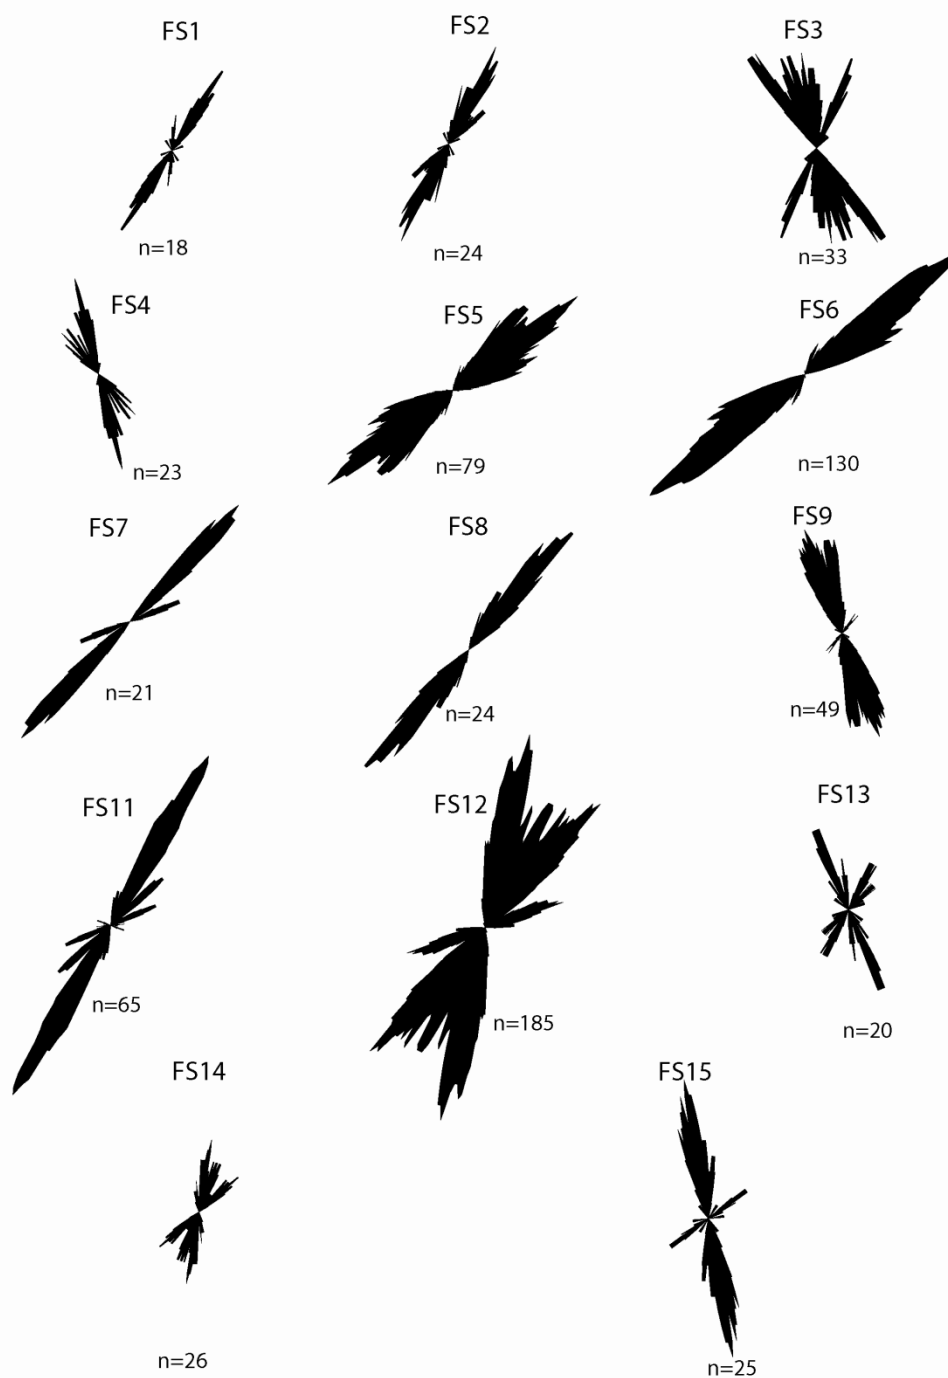 FS1
FS2
FS3
n=18
n=24
n=33
FS4
FS5
FS6
n=23
n=79
n=130
FS7
FS8
FS9
n=21
n=24
n=49
FS11
FS12
FS13
n=65
n=185
n=20
FS14
FS15
n=26
n=25